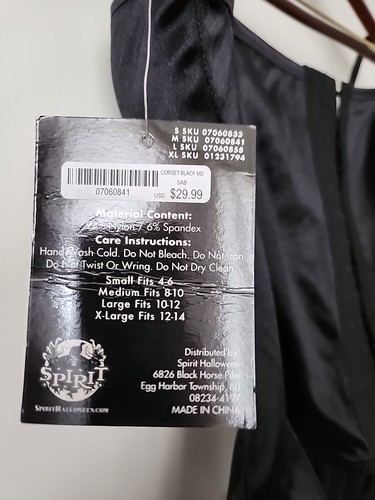 S SKU 07060833
M SKU 07060841
L SKU 07060858
XL SKU 01231794
CORSET BLACK MD
SAB
07060841
USD $29.99
Material Content:
Nylon / 6% Spandex
Care Instructions:
Hand Wash Cold. Do Not Bleach. Do Not Iron
Do Not Twist Or Wring. Do Not Dry Clean
Small Fits 4-6
Medium Fits 8-10
Large Fits 10-12
X-Large Fits 12-14
Distributed by:
Spirit Halloween
6826 Black Horse Pike
Egg Harbor Township, NJ
08234-4197
MADE IN CHINA
SPIRIT
SPIRITHALLOWEEN.COM